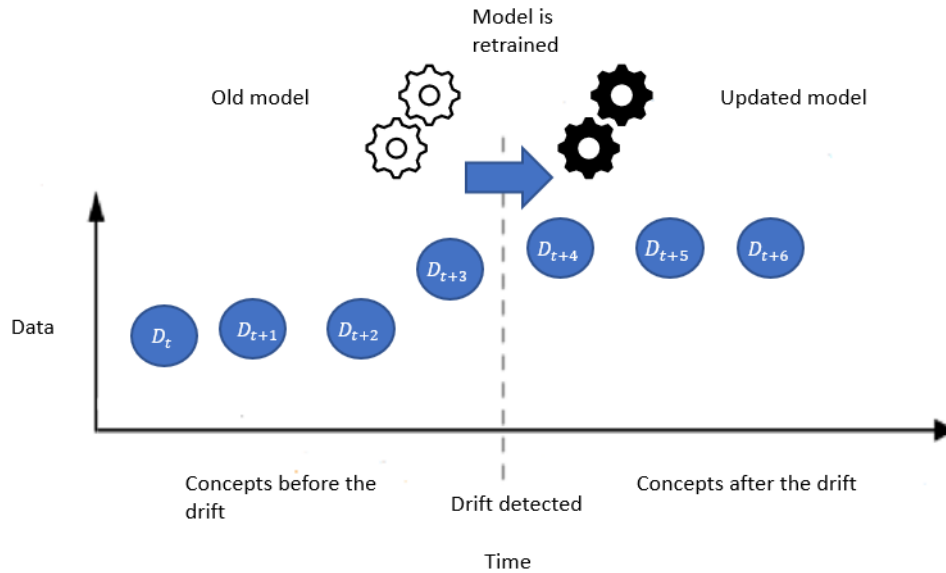 Model is
retrained
Old model
Updated model
D_{t+3}
D_{t+4}
D_{t+5}
D_{t+6}
Data
D_t
D_{t+1}
D_{t+2}
Concepts before the
drift
Drift detected
Concepts after the drift
Time